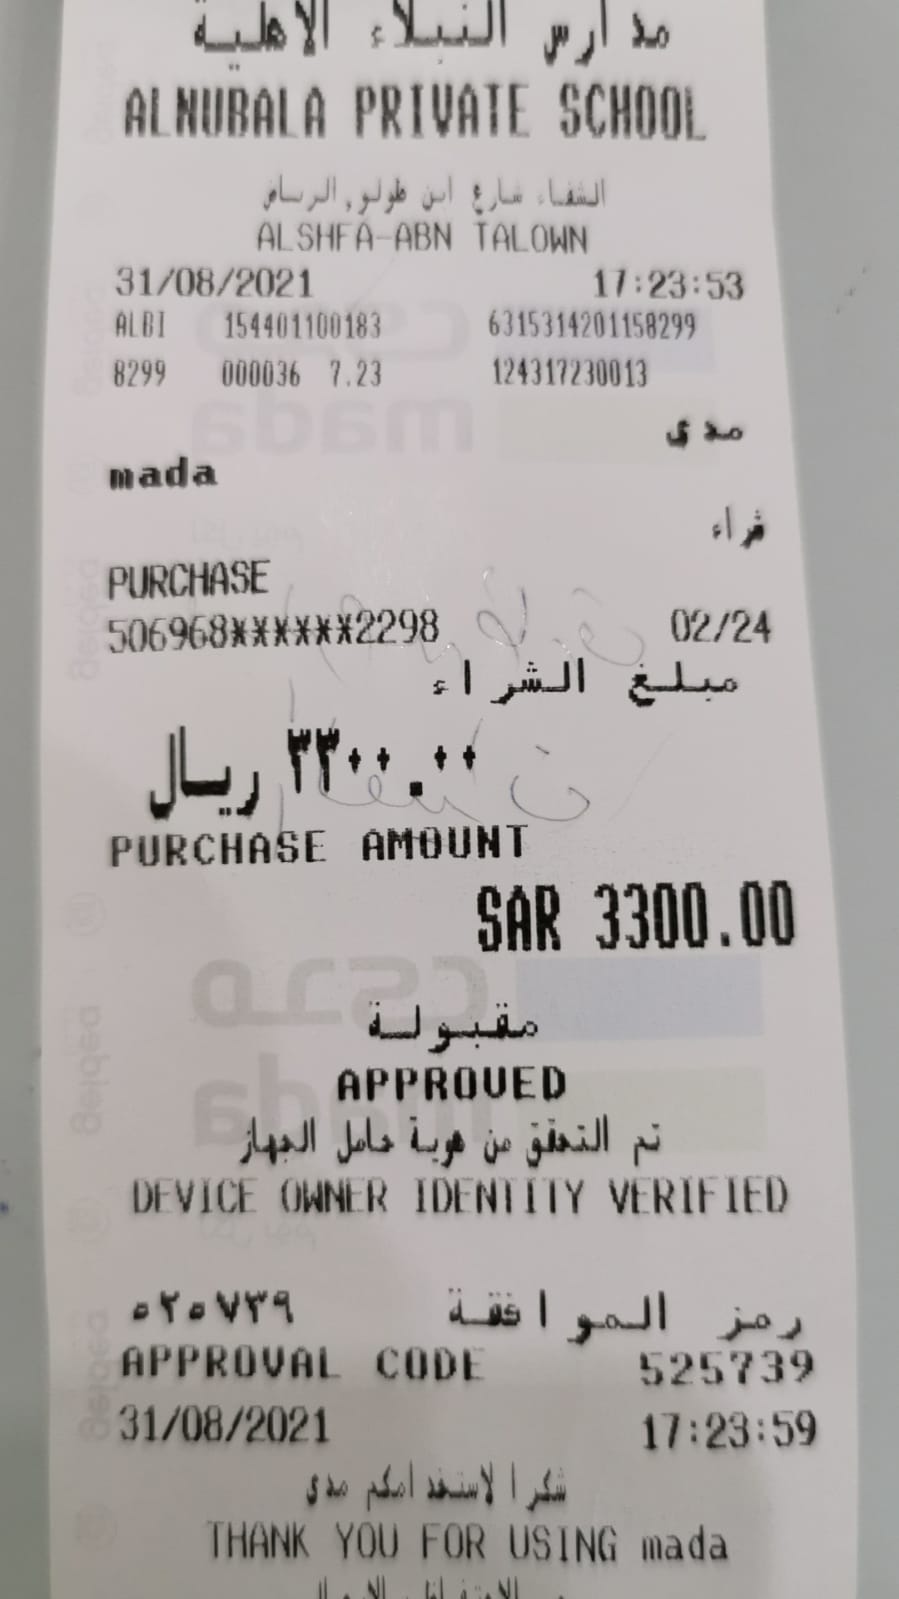 مدارس النبلاء الاهلية
ALNUBALA PRIVATE SCHOOL
الشفاء شارع ابن طولو, الرياض
ALSHFA-ABN TALOWN
31/08/2021 17:23:53
ALBI 154401100183 6315314201158299
8299 000036 7.23 124317230013
مدى
mada
شراء
PURCHASE
506968******2298 02/24
مبلغ الشراء
٣٣٠٠.٠٠ ريال
PURCHASE AMOUNT
SAR 3300.00
مقبولة
APPROVED
تم التحقق من هوية حامل الجهاز
DEVICE OWNER IDENTITY VERIFIED
رمز الموافقة ٥٢٥٧٣٩
APPROVAL CODE 525739
31/08/2021 17:23:59
شكرا لاستخدامكم مدى
THANK YOU FOR USING mada